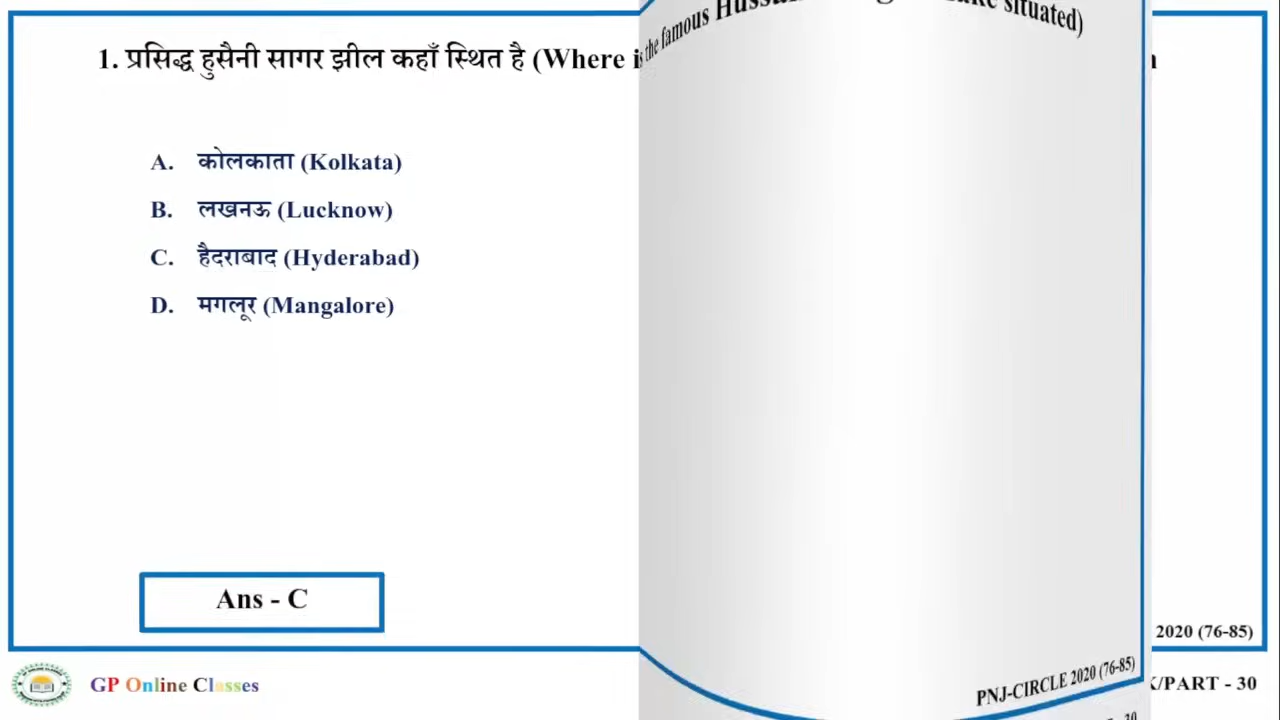 1. प्रसिद्ध हुसैनी सागर झील कहाँ स्थित है (Where is the famous situated)
A. कोलकाता (Kolkata)
B. लखनऊ (Lucknow)
C. हैदराबाद (Hyderabad)
D. मगलूर (Mangalore)
Ans - C
2020 (76-85)
PNJ-CIRCLE 2020 (76-85)
GP Online Classes
/PART - 30